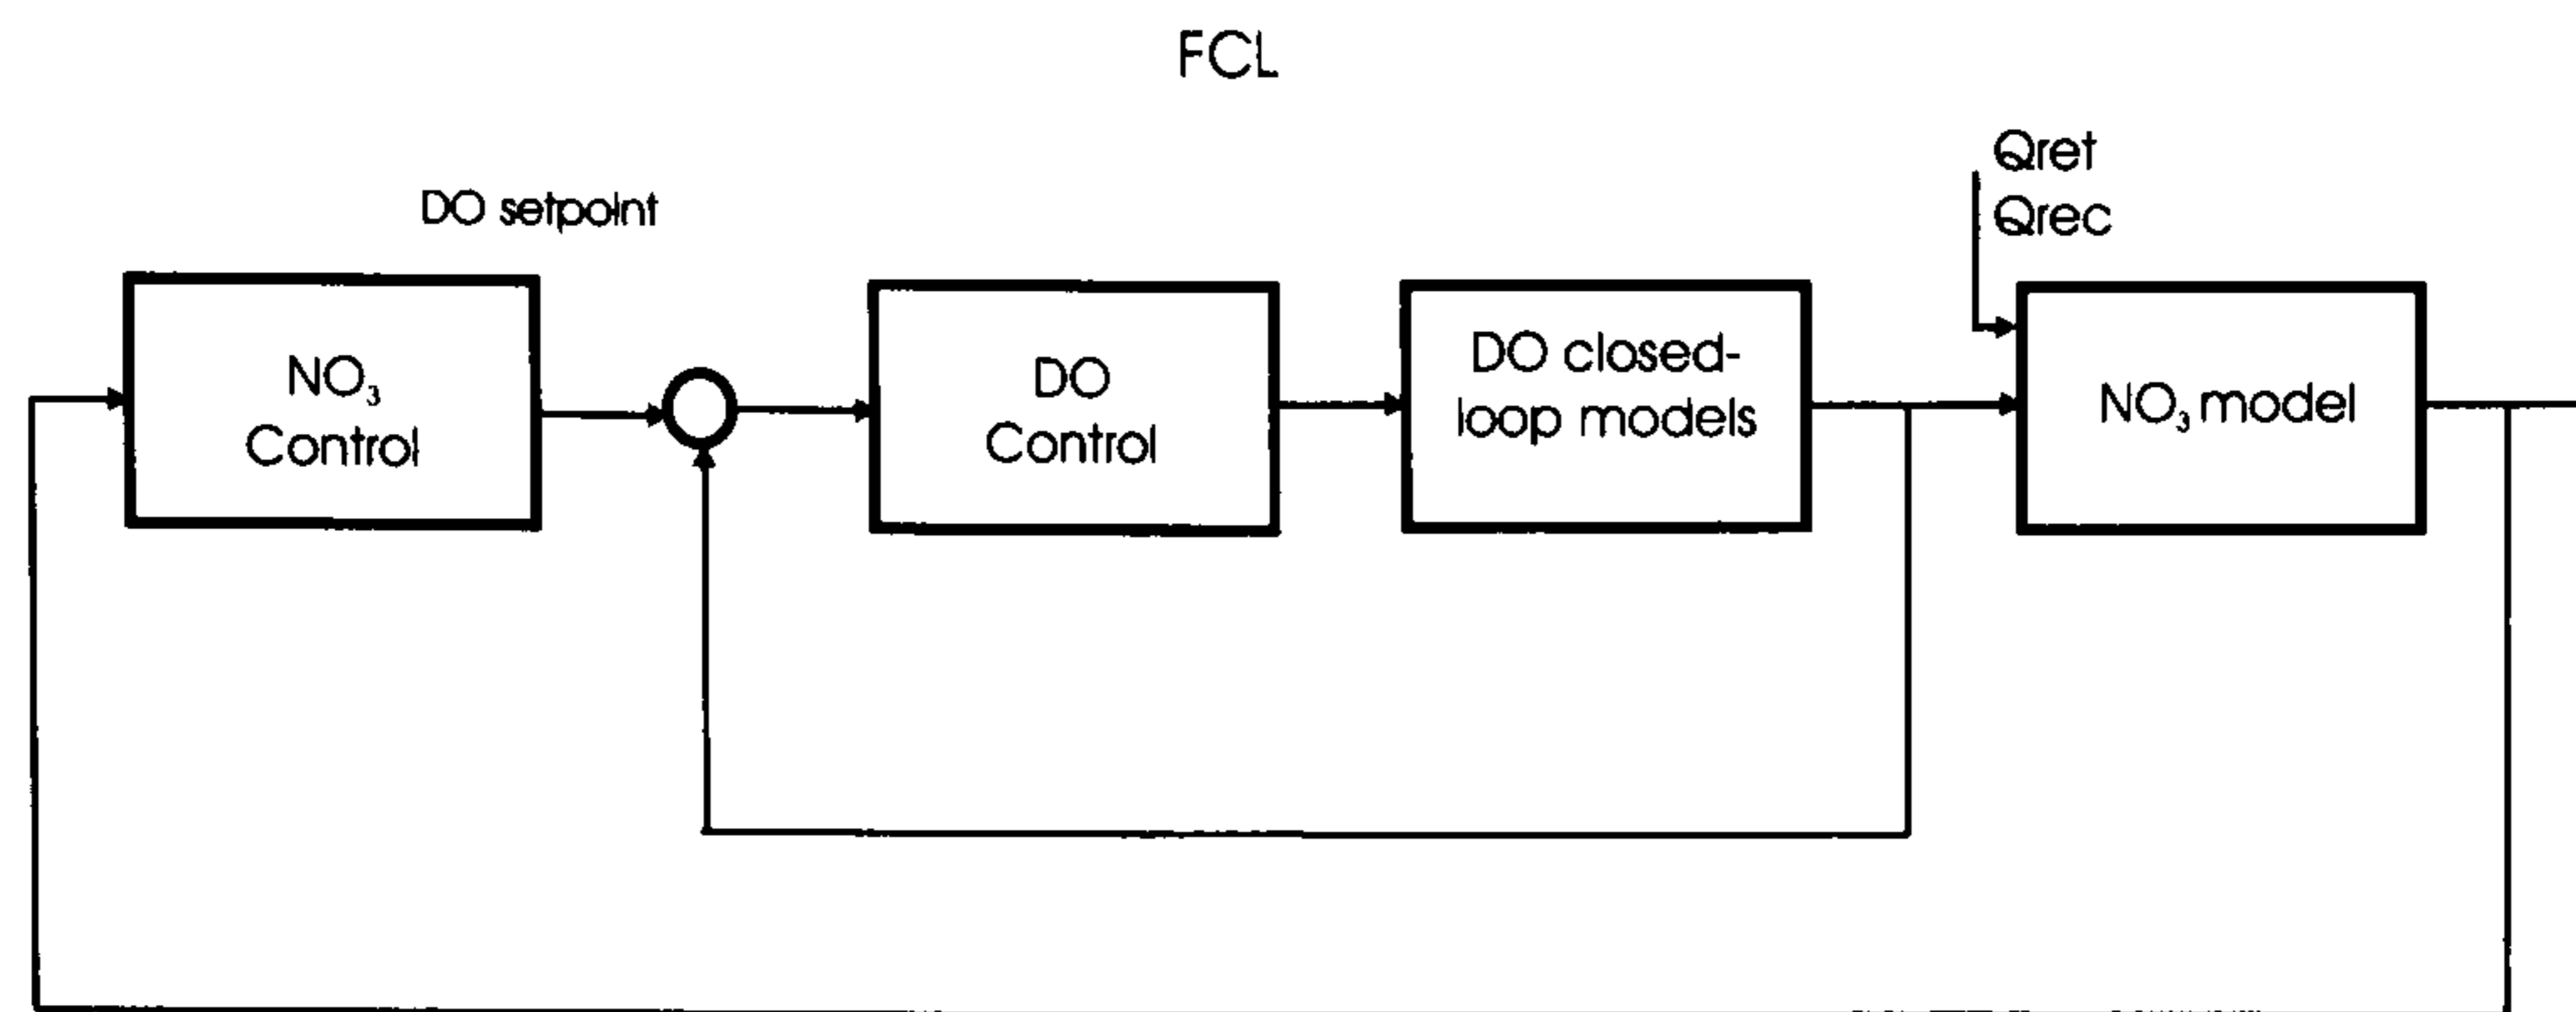 FCL
Qret
Qrec
DO setpoint
NO₃
Control
DO
Control
DO closed-
loop models
NO₃ model